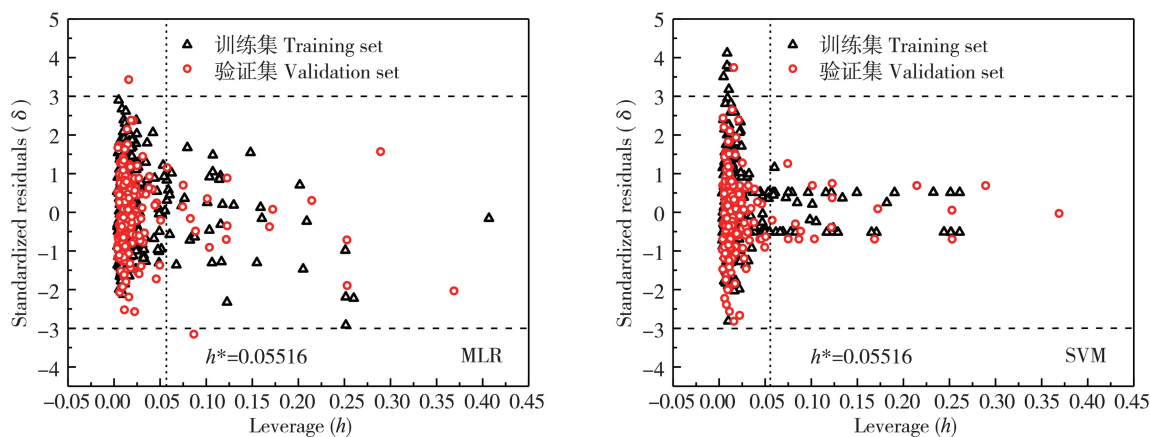 5
4
3
2
1
0
−1
−2
−3
−4
Standardized residuals(δ)
训练集 Training set
验证集 Validation set
h*=0.05516
MLR
−0.05 0.00 0.05 0.10 0.15 0.20 0.25 0.30 0.35 0.40 0.45
Leverage (h)
5
4
3
2
1
0
−1
−2
−3
−4
Standardized residuals(δ)
训练集 Training set
验证集 Validation set
h*=0.05516
SVM
−0.05 0.00 0.05 0.10 0.15 0.20 0.25 0.30 0.35 0.40 0.45
Leverage (h)